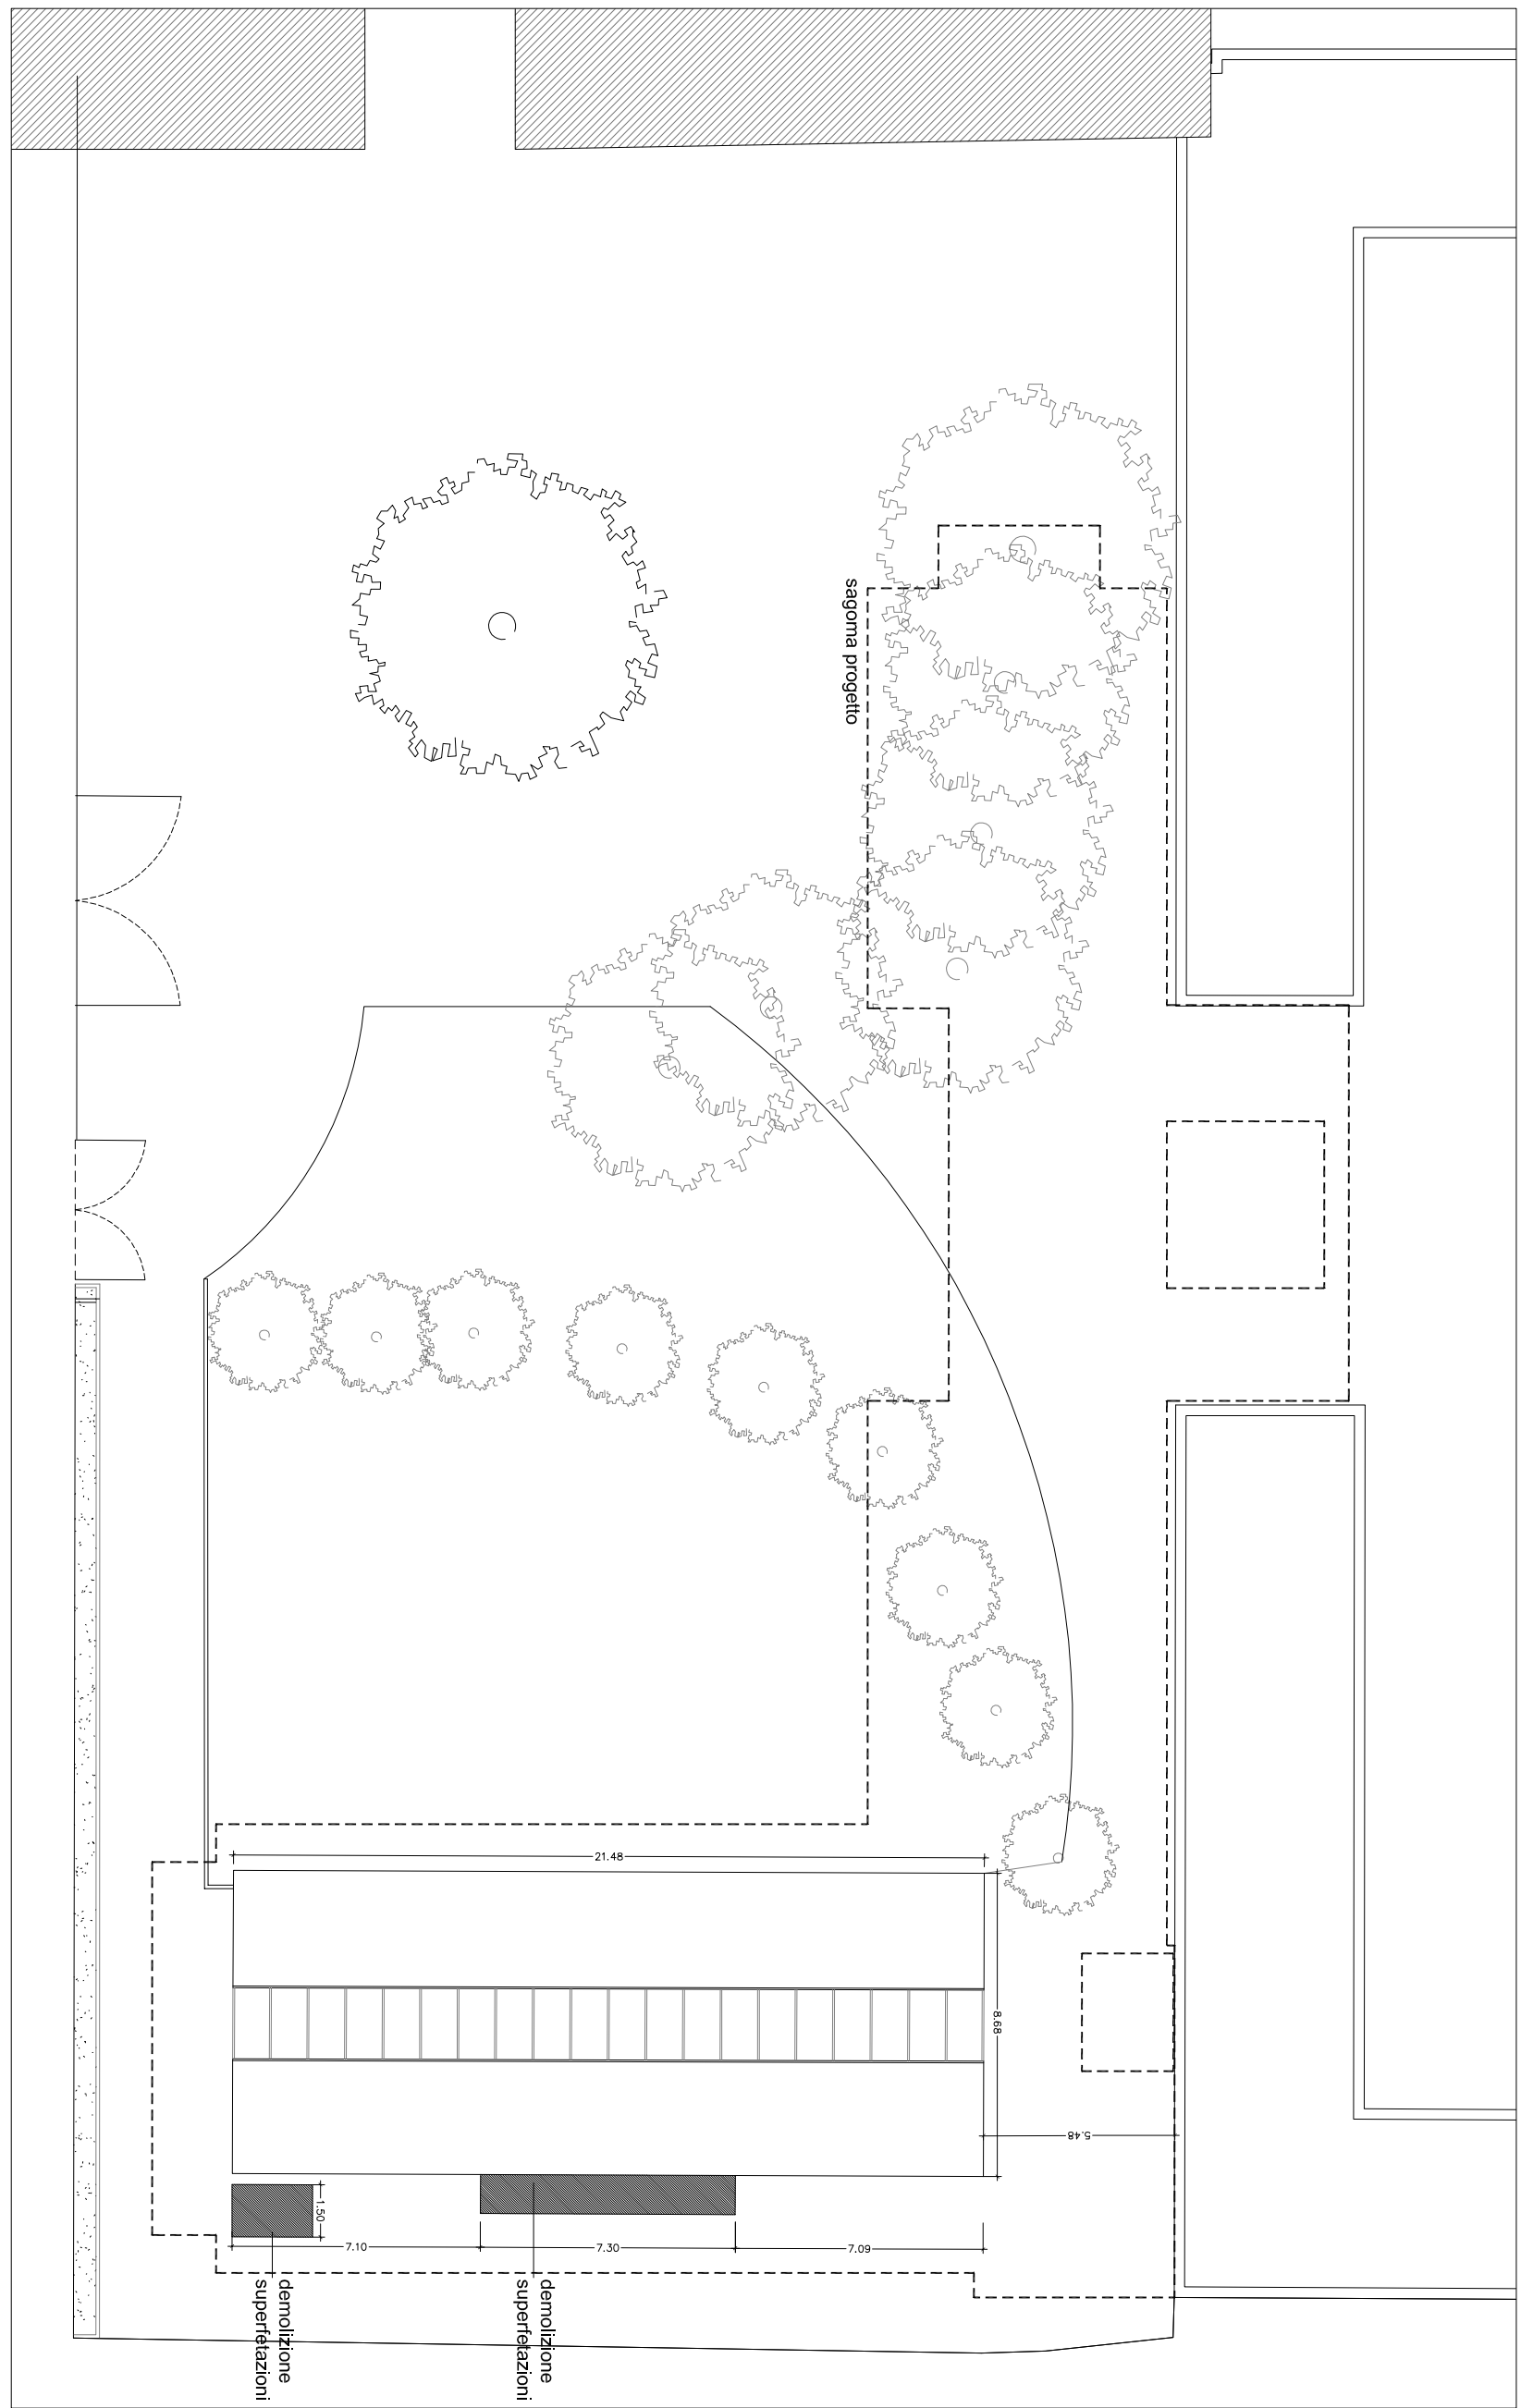 sagoma progetto
21.48
8.68
5.48
1.50
7.10
7.30
7.09
demolizione
superfetazioni
demolizione
superfetazioni